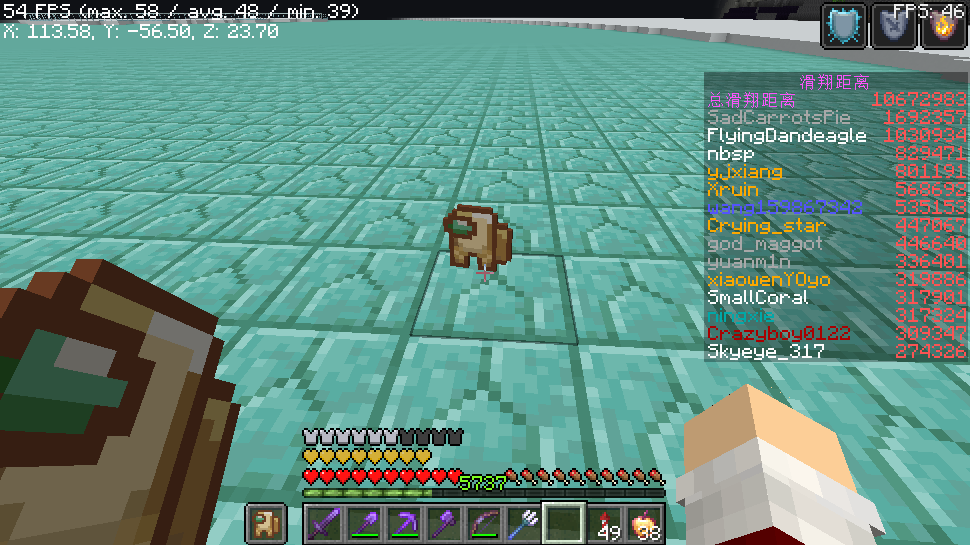 54 FPS (max. 58 / avg. 48 / min. 39)
FPS: 46
X: 113.58, Y: -56.50, Z: 23.70
滑翔距离
总滑翔距离 10672983
SadCarrotsPie 1692357
FlyingDandeagle 1030934
nbsp 829471
yjxiang 801191
Xruin 568692
wang159867342 535153
Crying_star 447067
god_maggot 446640
yuanm1n 336401
xiaowenYOyo 319886
SmallCoral 317901
ningxie 317324
Crazyboy0122 309347
Skyeye_317 274326
5787
49
38